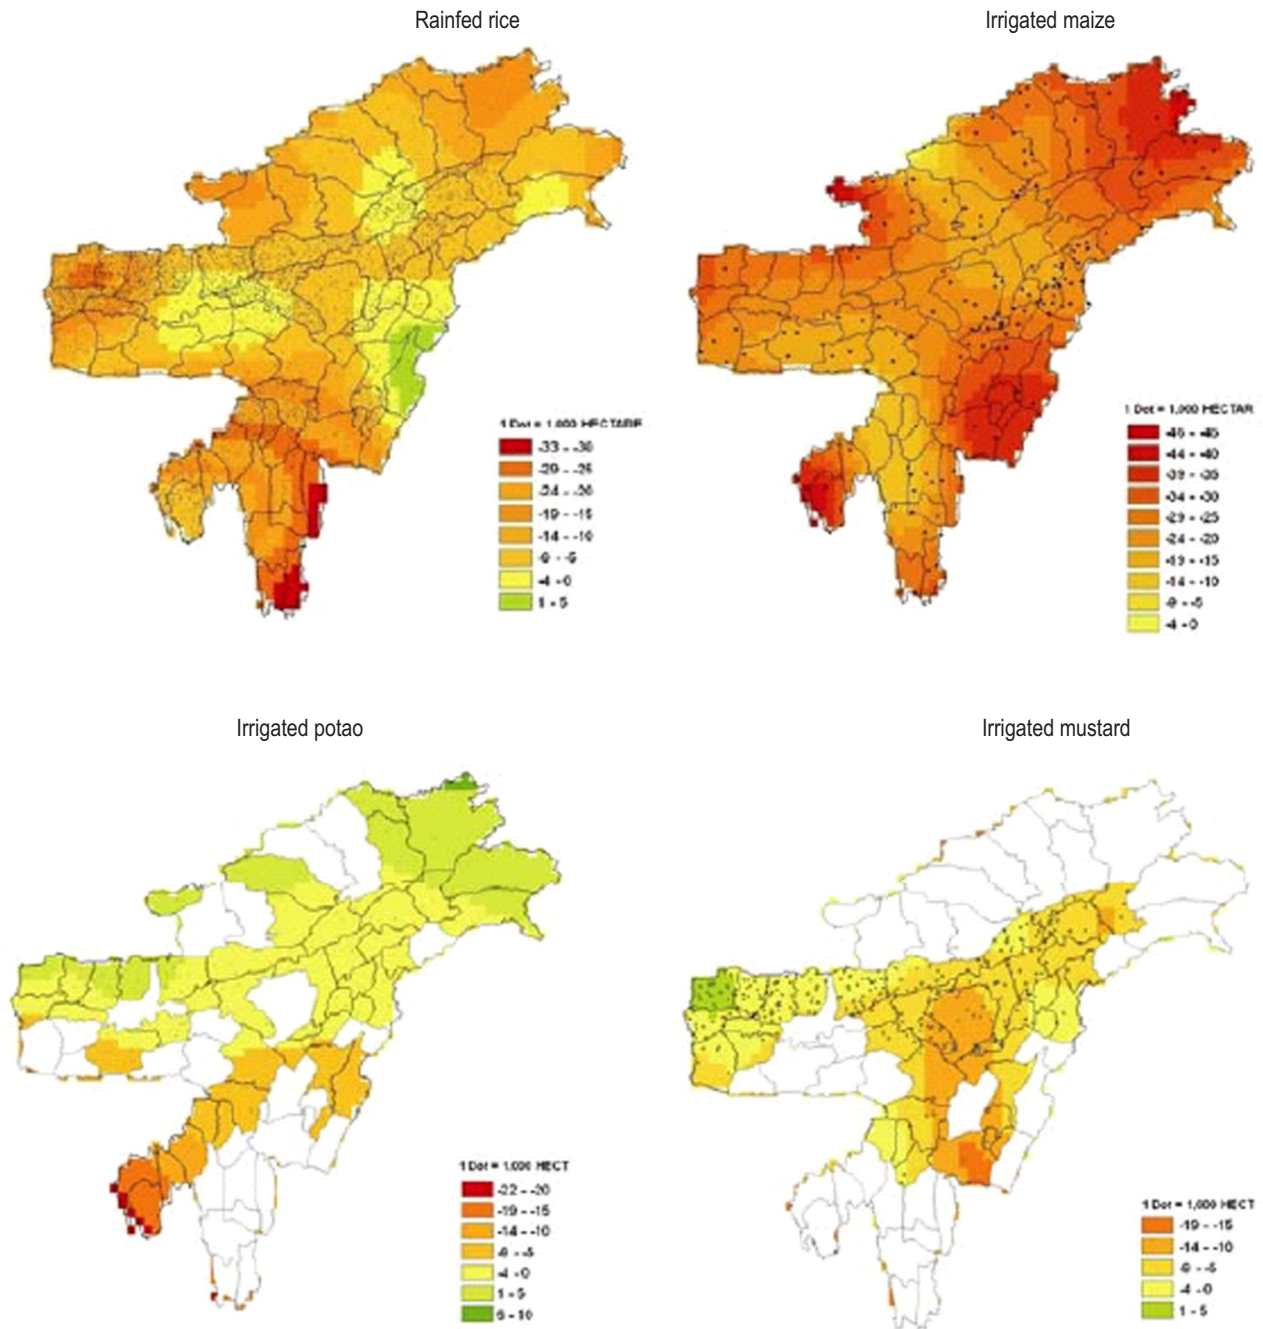 Rainfed rice
Irrigated maize
1 Dot = 1,000 HECTARE
-33 - -30
-29 - -25
-24 - -20
-19 - -15
-14 - -10
-9 - -5
-4 - 0
1 - 5
1 Dot = 1,000 HECTAR
-44 - -40
-39 - -35
-34 - -30
-29 - -25
-24 - -20
-19 - -15
-14 - -10
-9 - -5
-4 - 0
Irrigated potao
Irrigated mustard
1 Dot = 1,000 HECT
-22 - -20
-19 - -15
-14 - -10
-9 - -5
-4 - 0
1 - 5
6 - 10
1 Dot = 1,000 HECT
-19 - -15
-14 - -10
-9 - -5
-4 - 0
1 - 5